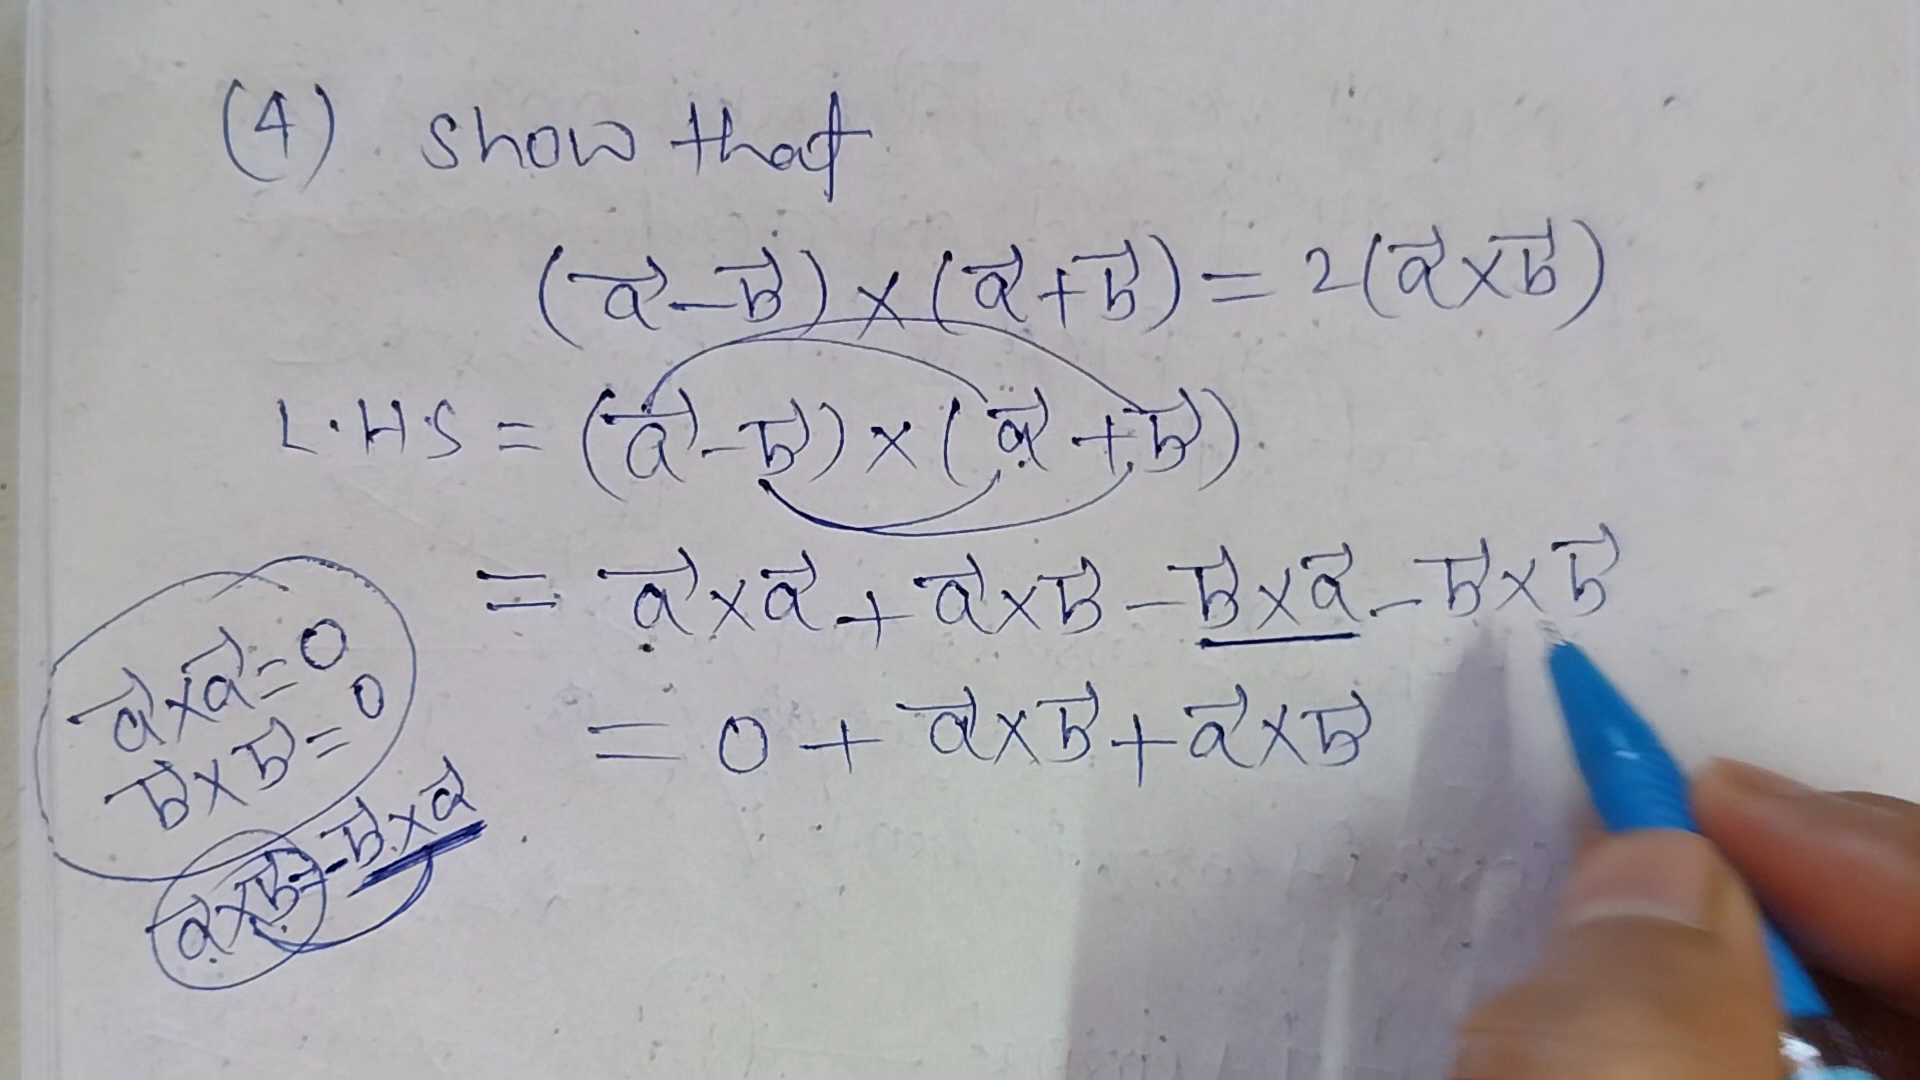 (4) show that
(a⃗ - b⃗) × (a⃗ + b⃗) = 2(a⃗ × b⃗)
L.H.S = (a⃗ - b⃗) × (a⃗ + b⃗)
= a⃗ × a⃗ + a⃗ × b⃗ - b⃗ × a⃗ - b⃗ × b⃗
= 0 + a⃗ × b⃗ + a⃗ × b⃗
a⃗ × a⃗ = 0
b⃗ × b⃗ = 0
a⃗ × b⃗ = - b⃗ × a⃗